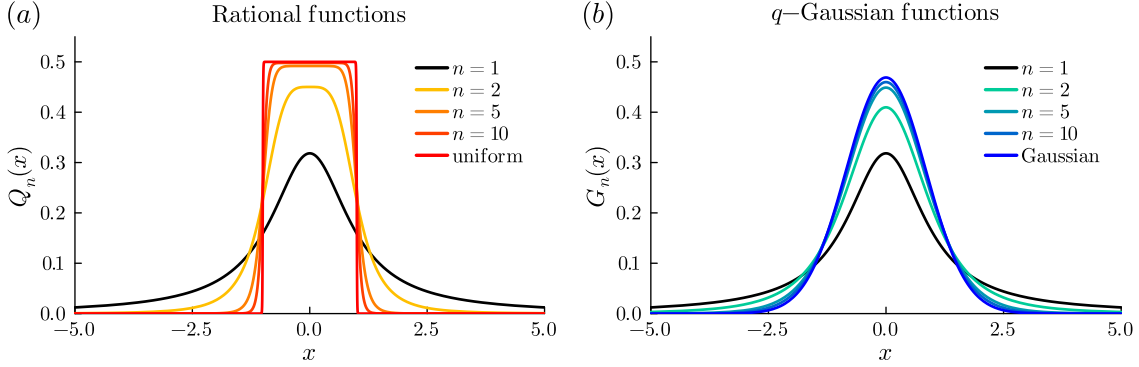 (a) Rational functions
0.5
0.4
0.3
0.2
0.1
0.0
Q_n(x)
n = 1
n = 2
n = 5
n = 10
uniform
−5.0 −2.5 0.0 2.5 5.0
x
(b) q−Gaussian functions
0.5
0.4
0.3
0.2
0.1
0.0
G_n(x)
n = 1
n = 2
n = 5
n = 10
Gaussian
−5.0 −2.5 0.0 2.5 5.0
x